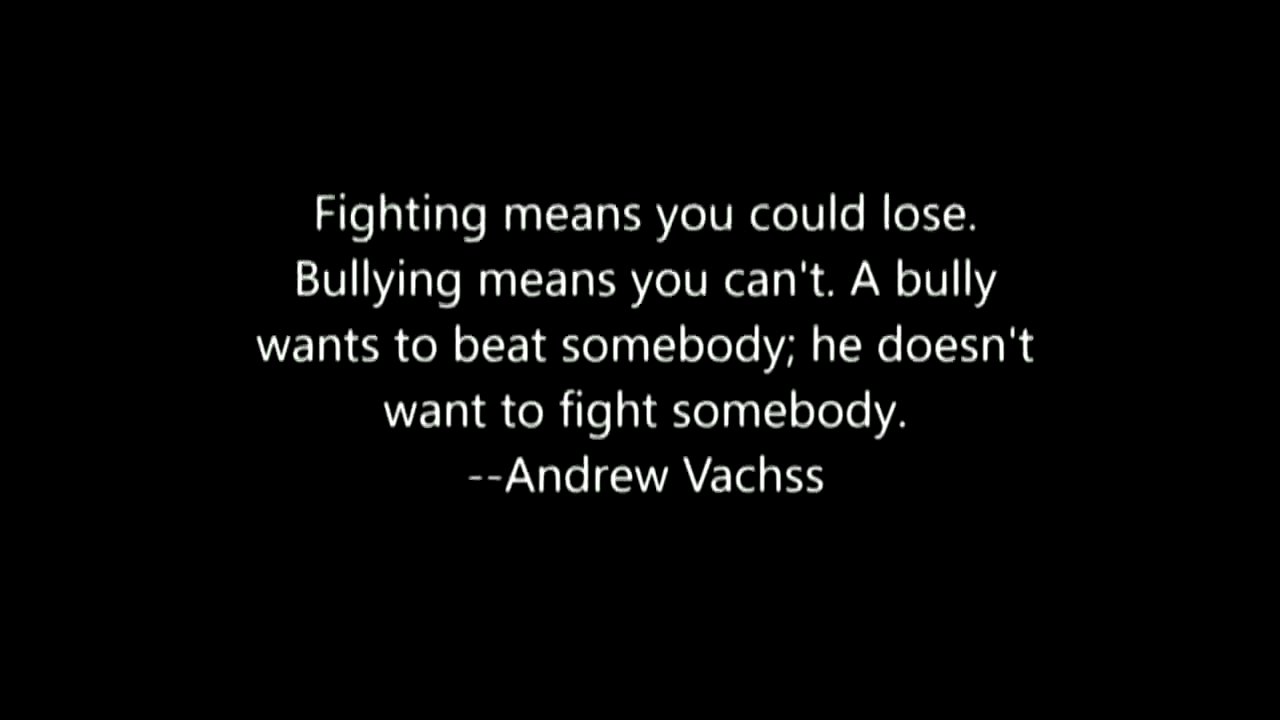 Fighting means you could lose.
Bullying means you can't. A bully
wants to beat somebody; he doesn't
want to fight somebody.
--Andrew Vachss